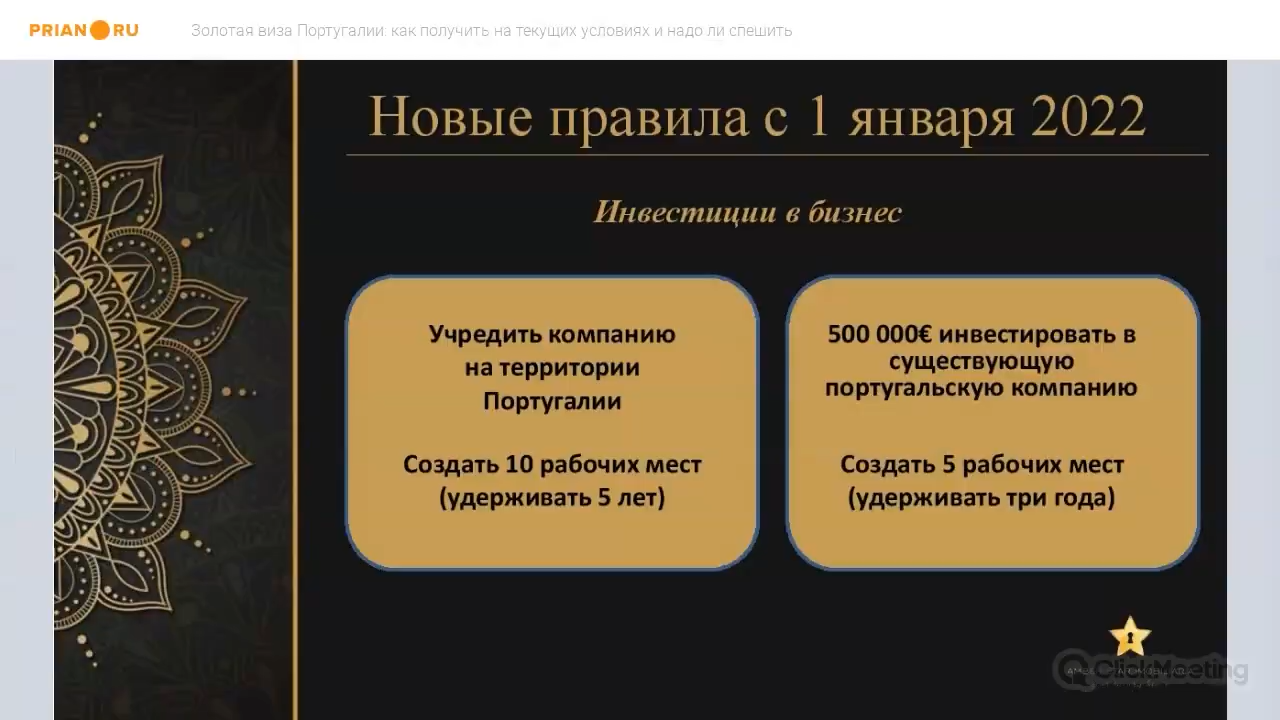 PRIAN RU
Золотая виза Португалии: как получить на текущих условиях и надо ли спешить
Новые правила с 1 января 2022
Инвестиции в бизнес
Учредить компанию
на территории
Португалии
Создать 10 рабочих мест
(удерживать 5 лет)
500 000€ инвестировать в
существующую
португальскую компанию
Создать 5 рабочих мест
(удерживать три года)
ClickMeeting